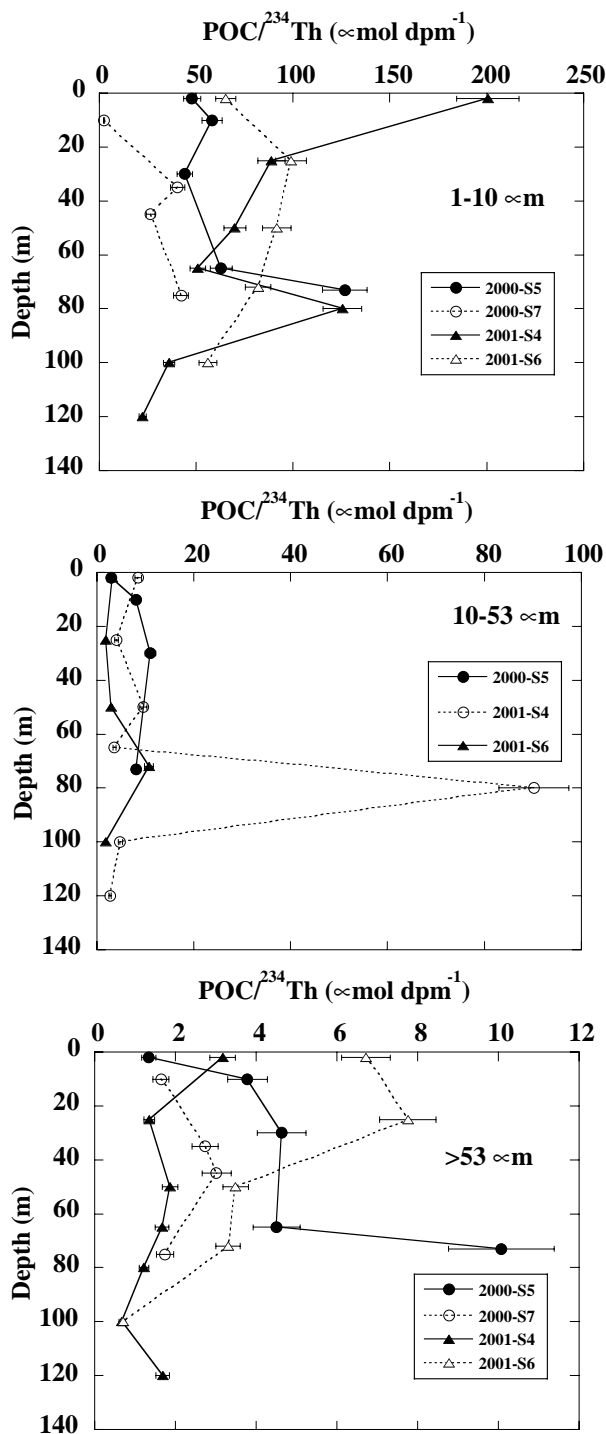 POC/²³⁴Th (∝mol dpm⁻¹)
0 50 100 150 200 250
0
20
40
60
80
100
120
140
Depth (m)
1-10 ∝m
2000-S5
2000-S7
2001-S4
2001-S6
POC/²³⁴Th (∝mol dpm⁻¹)
0 20 40 60 80 100
0
20
40
60
80
100
120
140
Depth (m)
10-53 ∝m
2000-S5
2001-S4
2001-S6
POC/²³⁴Th (∝mol dpm⁻¹)
0 2 4 6 8 10 12
0
20
40
60
80
100
120
140
Depth (m)
>53 ∝m
2000-S5
2000-S7
2001-S4
2001-S6